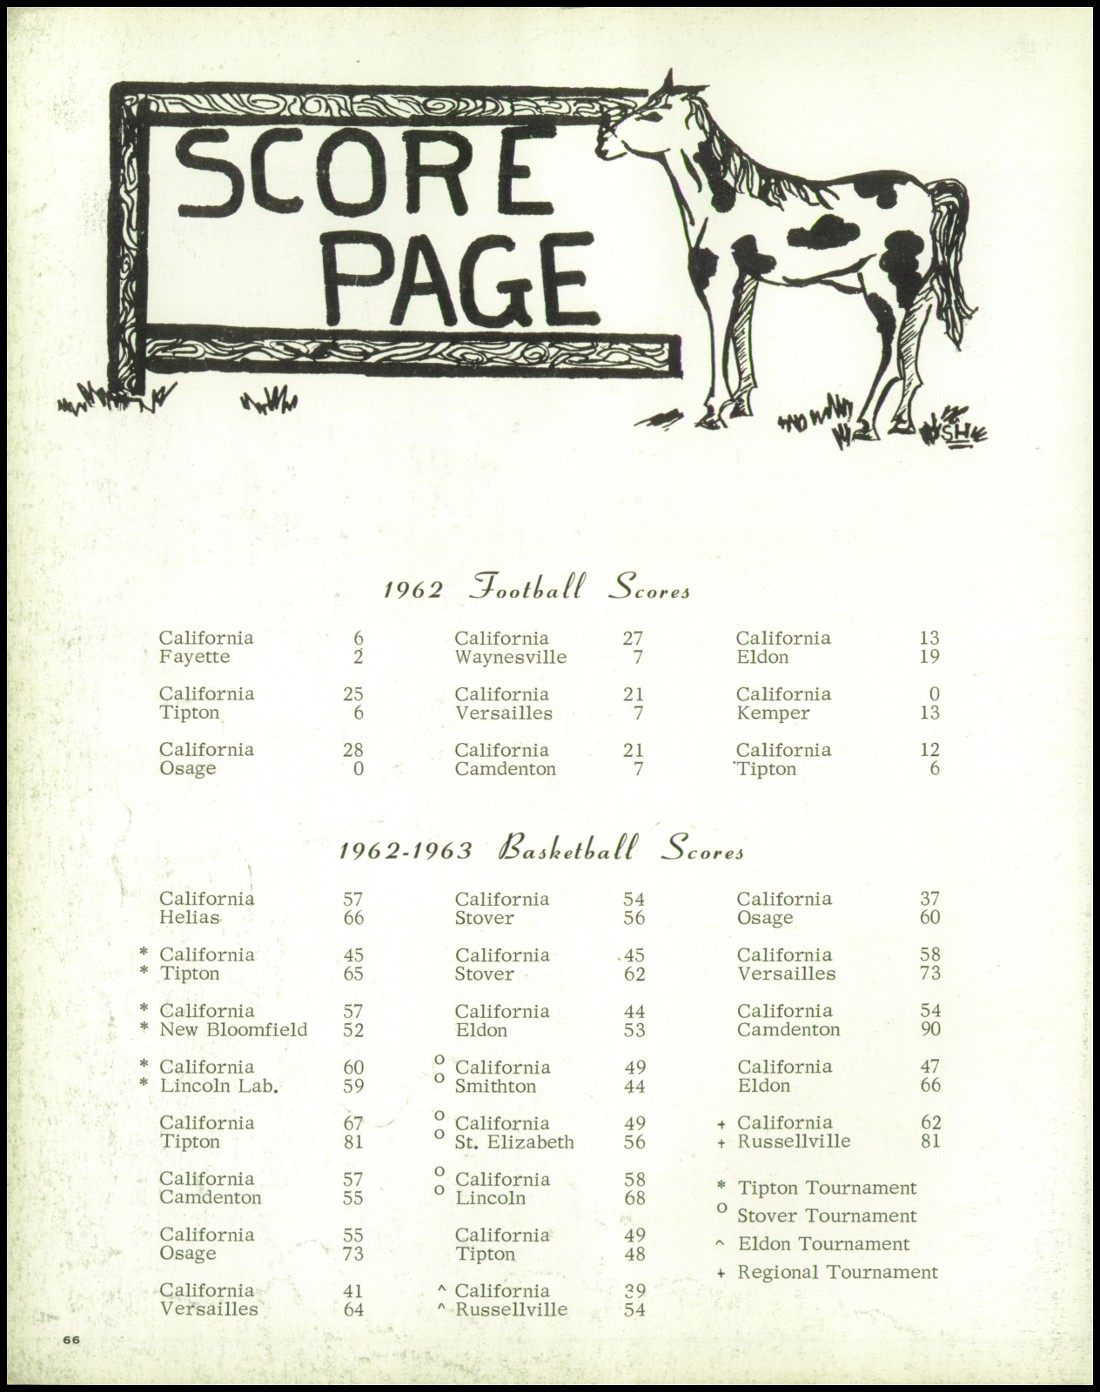 SCORE
PAGE
SH
1962 Football Scores
California 6
Fayette 2
California 25
Tipton 6
California 28
Osage 0
California 27
Waynesville 7
California 21
Versailles 7
California 21
Camdenton 7
California 13
Eldon 19
California 0
Kemper 13
California 12
Tipton 6
1962-1963 Basketball Scores
California 57
Helias 66
* California 45
* Tipton 65
* California 57
* New Bloomfield 52
* California 60
* Lincoln Lab. 59
California 67
Tipton 81
California 57
Camdenton 55
California 55
Osage 73
California 41
Versailles 64
California 54
Stover 56
California 45
Stover 62
California 44
Eldon 53
o California 49
o Smithton 44
o California 49
o St. Elizabeth 56
o California 58
o Lincoln 68
California 49
Tipton 48
^ California 39
^ Russellville 54
California 37
Osage 60
California 58
Versailles 73
California 54
Camdenton 90
California 47
Eldon 66
+ California 62
+ Russellville 81
* Tipton Tournament
o Stover Tournament
^ Eldon Tournament
+ Regional Tournament
66